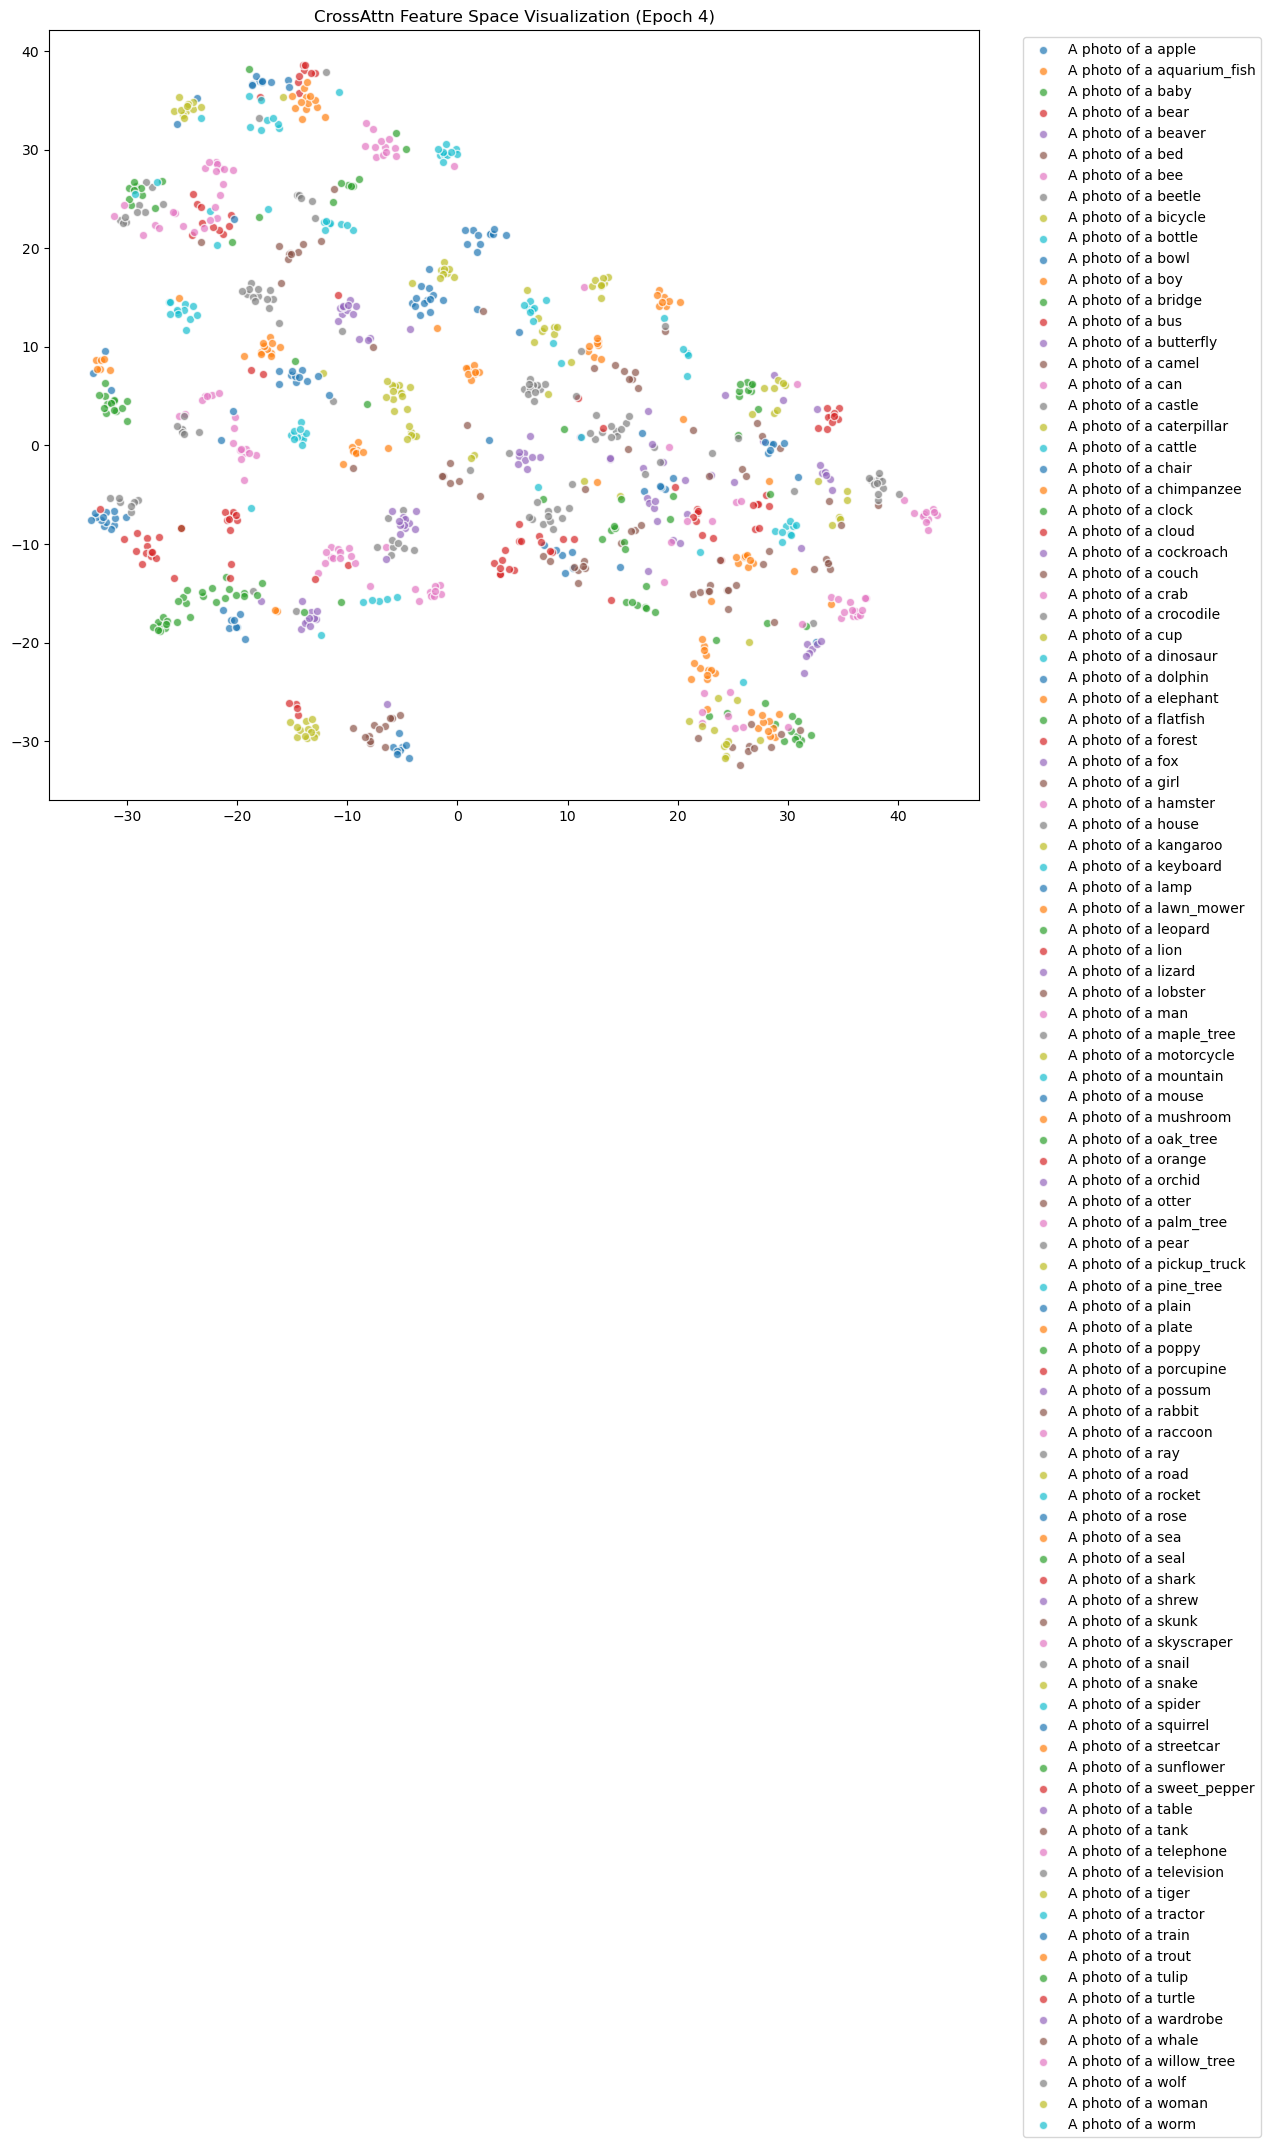 CrossAttn Feature Space Visualization (Epoch 4)
40
30
20
10
0
−10
−20
−30
−30
−20
−10
0
10
20
30
40
A photo of a apple
A photo of a aquarium_fish
A photo of a baby
A photo of a bear
A photo of a beaver
A photo of a bed
A photo of a bee
A photo of a beetle
A photo of a bicycle
A photo of a bottle
A photo of a bowl
A photo of a boy
A photo of a bridge
A photo of a bus
A photo of a butterfly
A photo of a camel
A photo of a can
A photo of a castle
A photo of a caterpillar
A photo of a cattle
A photo of a chair
A photo of a chimpanzee
A photo of a clock
A photo of a cloud
A photo of a cockroach
A photo of a couch
A photo of a crab
A photo of a crocodile
A photo of a cup
A photo of a dinosaur
A photo of a dolphin
A photo of a elephant
A photo of a flatfish
A photo of a forest
A photo of a fox
A photo of a girl
A photo of a hamster
A photo of a house
A photo of a kangaroo
A photo of a keyboard
A photo of a lamp
A photo of a lawn_mower
A photo of a leopard
A photo of a lion
A photo of a lizard
A photo of a lobster
A photo of a man
A photo of a maple_tree
A photo of a motorcycle
A photo of a mountain
A photo of a mouse
A photo of a mushroom
A photo of a oak_tree
A photo of a orange
A photo of a orchid
A photo of a otter
A photo of a palm_tree
A photo of a pear
A photo of a pickup_truck
A photo of a pine_tree
A photo of a plain
A photo of a plate
A photo of a poppy
A photo of a porcupine
A photo of a possum
A photo of a rabbit
A photo of a raccoon
A photo of a ray
A photo of a road
A photo of a rocket
A photo of a rose
A photo of a sea
A photo of a seal
A photo of a shark
A photo of a shrew
A photo of a skunk
A photo of a skyscraper
A photo of a snail
A photo of a snake
A photo of a spider
A photo of a squirrel
A photo of a streetcar
A photo of a sunflower
A photo of a sweet_pepper
A photo of a table
A photo of a tank
A photo of a telephone
A photo of a television
A photo of a tiger
A photo of a tractor
A photo of a train
A photo of a trout
A photo of a tulip
A photo of a turtle
A photo of a wardrobe
A photo of a whale
A photo of a willow_tree
A photo of a wolf
A photo of a woman
A photo of a worm